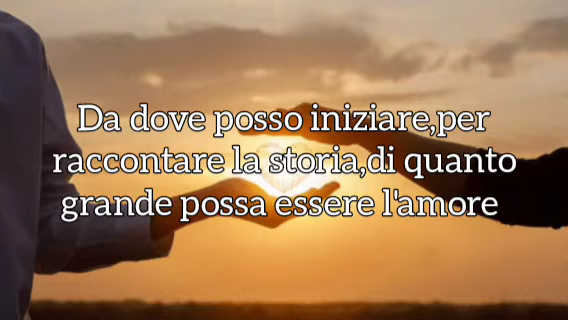 Da dove posso iniziare,per
raccontare la storia,di quanto
grande possa essere l'amore